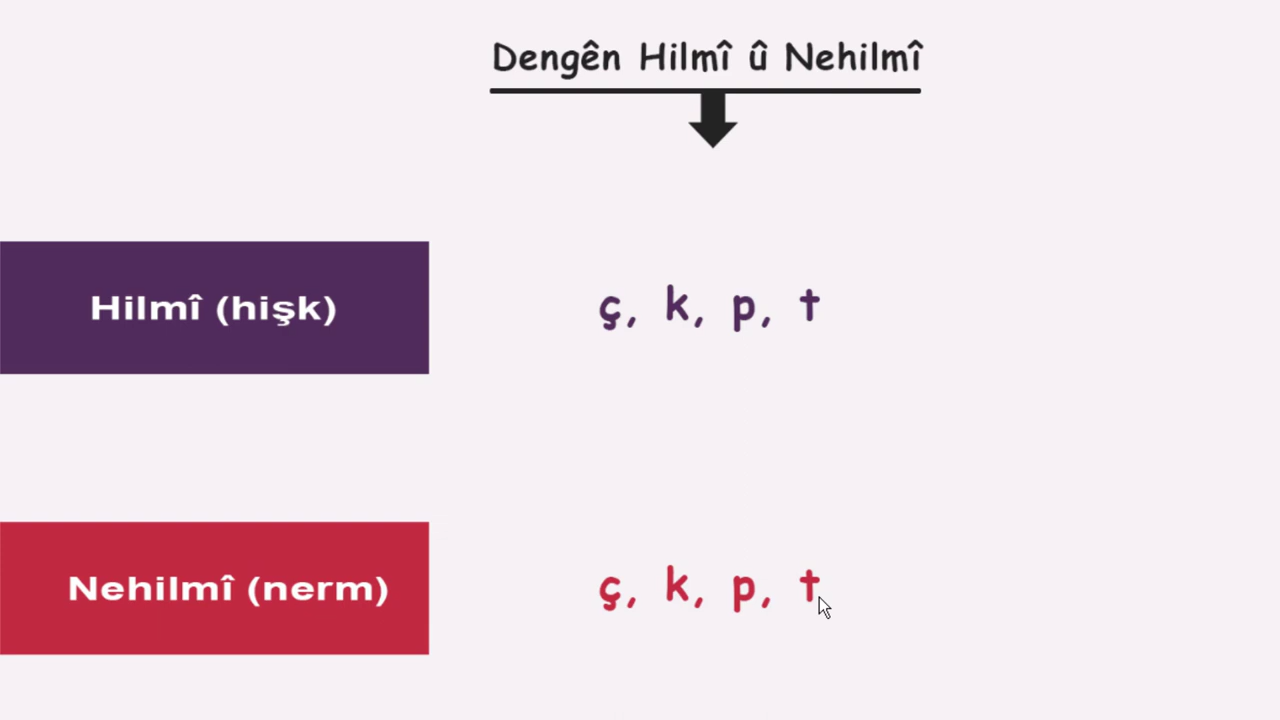 Dengên Hilmî û Nehilmî
Hilmî (hişk)
ç, k, p, t
Nehilmî (nerm)
ç, k, p, t